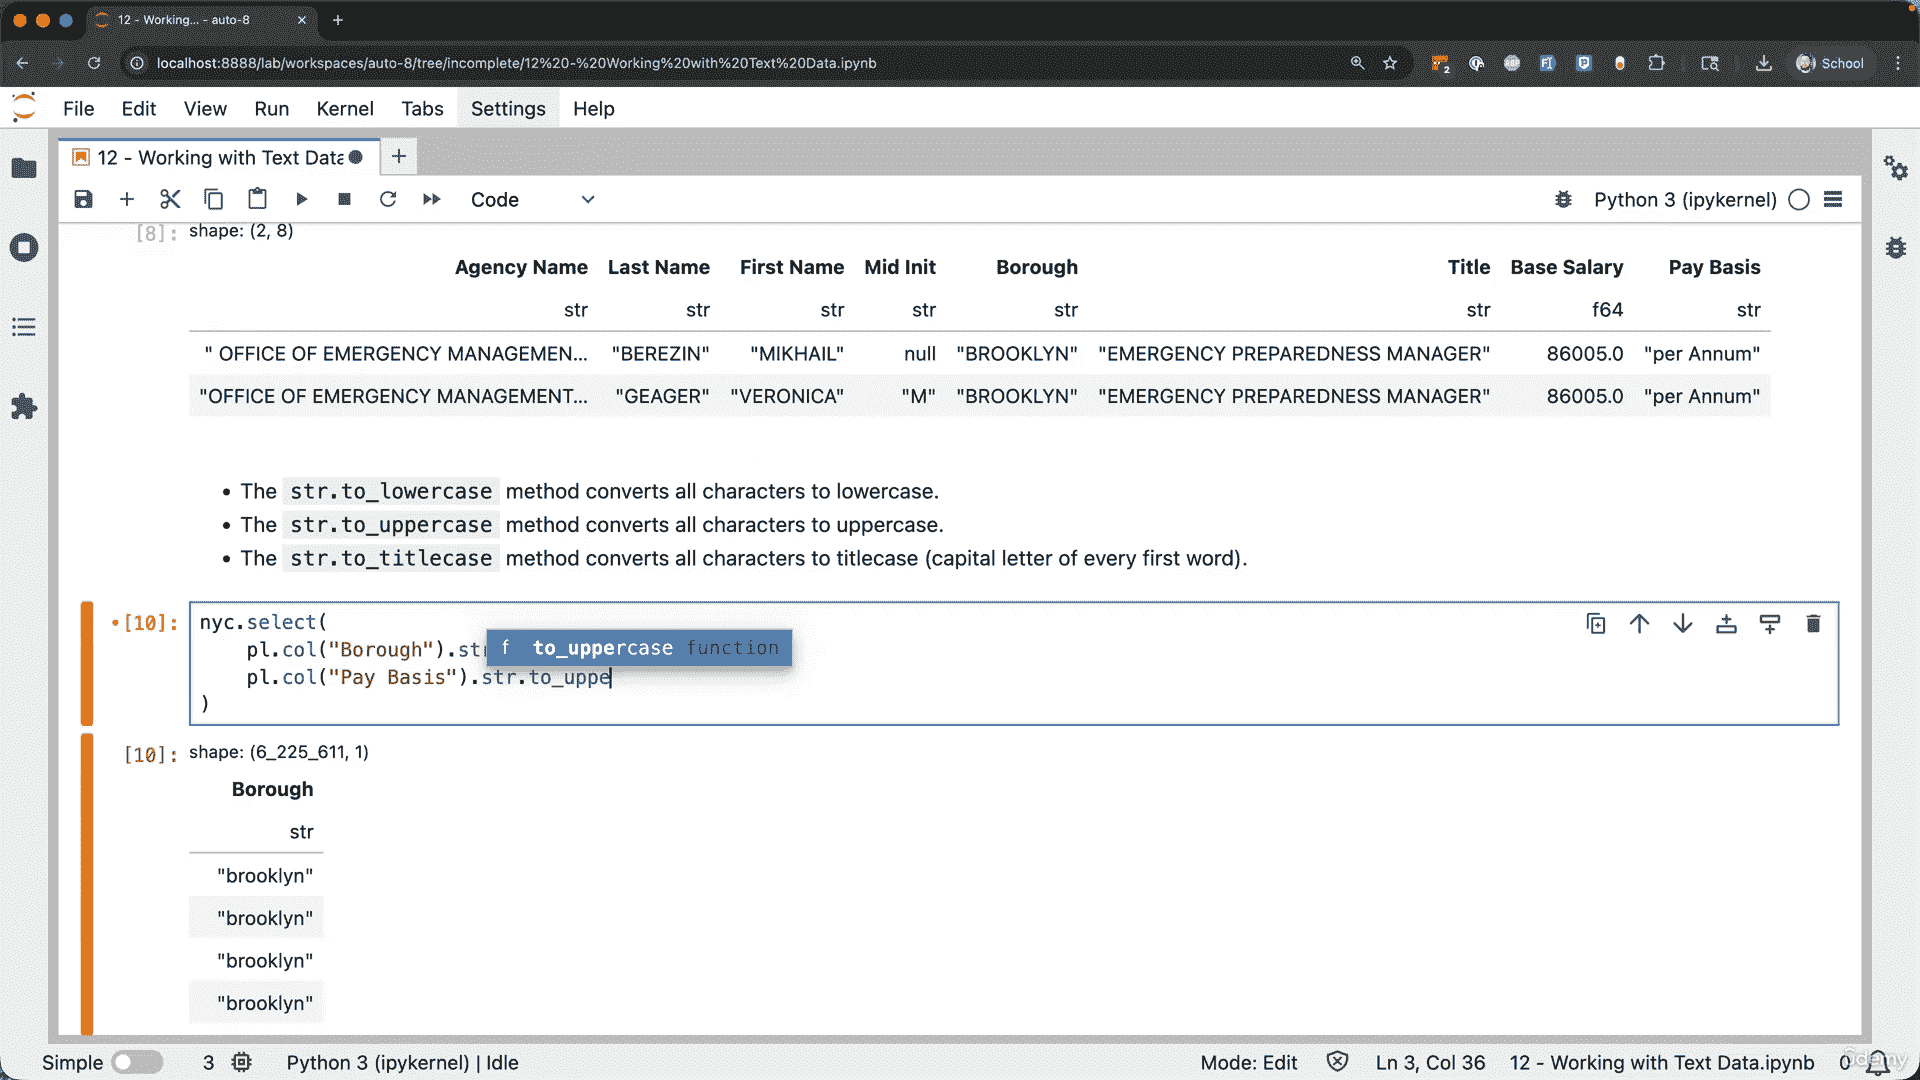 12 - Working... - auto-8
localhost:8888/lab/workspaces/auto-8/tree/incomplete/12%20-%20Working%20with%20Text%20Data.ipynb
2
School
File Edit View Run Kernel Tabs Settings Help
12 - Working with Text Data
Code
Python 3 (ipykernel)
[8]: shape: (2, 8)
Agency Name Last Name First Name Mid Init Borough Title Base Salary Pay Basis
str str str str str str f64 str
" OFFICE OF EMERGENCY MANAGEMEN... "BEREZIN" "MIKHAIL" null "BROOKLYN" "EMERGENCY PREPAREDNESS MANAGER" 86005.0 "per Annum"
"OFFICE OF EMERGENCY MANAGEMENT... "GEAGER" "VERONICA" "M" "BROOKLYN" "EMERGENCY PREPAREDNESS MANAGER" 86005.0 "per Annum"
• The str.to_lowercase method converts all characters to lowercase.
• The str.to_uppercase method converts all characters to uppercase.
• The str.to_titlecase method converts all characters to titlecase (capital letter of every first word).
•[10]: nyc.select(
pl.col("Borough").str
f to_uppercase function
pl.col("Pay Basis").str.to_uppe
)
[10]: shape: (6_225_611, 1)
Borough
str
"brooklyn"
"brooklyn"
"brooklyn"
"brooklyn"
Simple 3 Python 3 (ipykernel) | Idle Mode: Edit Ln 3, Col 36 12 - Working with Text Data.ipynb 0
udemy